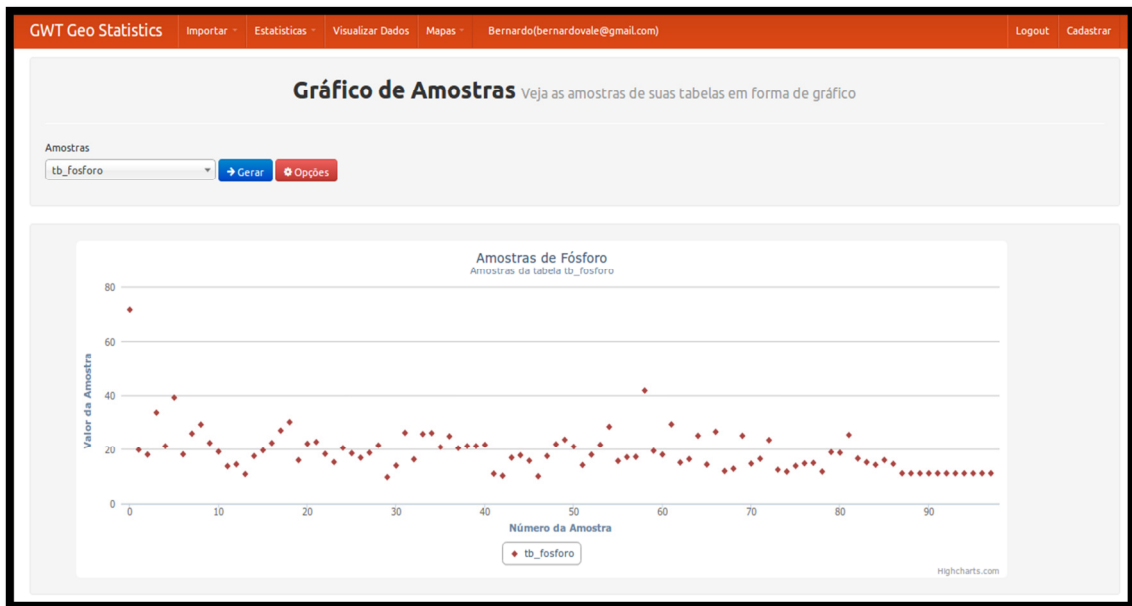 GWT Geo Statistics Importar Estatisticas Visualizar Dados Mapas Bernardo(bernardovale@gmail.com) Logout Cadastrar
Gráfico de Amostras Veja as amostras de suas tabelas em forma de gráfico
Amostras
tb_fosforo Gerar Opções
Amostras de Fósforo
Amostras da tabela tb_fosforo
Valor da Amostra
80
60
40
20
0
0 10 20 30 40 50 60 70 80 90
Número da Amostra
tb_fosforo
Highcharts.com